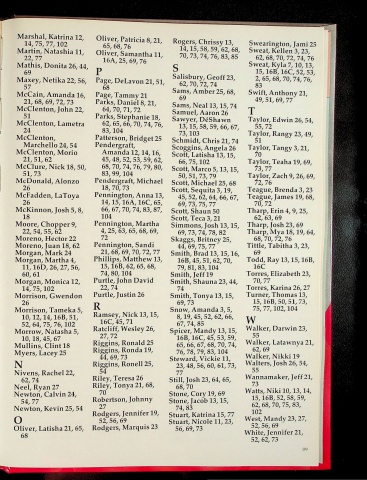 Marshal, Katrina 12,
14, 75, 77, 102
Martin, Natashia 11,
22, 77
Mathis, Donita 26, 44,
69
Maxey, Netika 22, 56,
57
McCain, Amanda 16,
21, 68, 69, 72, 73
McClenton, John 22,
51
McClenton, Lametra
24
McClenton,
Marchello 24, 54
McClenton, Morio
21, 51, 62
McClure, Nick 18, 50,
51, 73
McDonald, Alonzo
26
McFadden, LaToya
26
McKinnon, Josh 5, 8,
18
Moore, Chopper 9,
22, 54, 55, 62
Moreno, Hector 22
Moreno, Juan 18, 62
Morgan, Mark 24
Morgan, Martha 4,
11, 16D, 26, 27, 56,
60, 61
Morgan, Monica 12,
14, 75, 102
Morrison, Gwendon
26
Morrison, Tameka 5,
10, 12, 14, 16B, 51,
52, 64, 75, 76, 102
Morrow, Natasha 5,
10, 18, 45, 67
Mullins, Clint 18
Myers, Lacey 25
N
Nivens, Rachel 22,
62, 74
Neel, Ryan 27
Newton, Calvin 24,
54, 77
Newton, Kevin 25, 54
O
Oliver, Latisha 21, 65,
68
Oliver, Patricia 8, 21,
65, 68, 76
Oliver, Samantha 11,
16A, 25, 69, 76
P
Page, DeLavon 21, 51,
68
Page, Tammy 21
Parks, Daniel 8, 21,
64, 70, 71, 72
Parks, Stephanie 18,
62, 65, 66, 70, 74, 76,
83, 104
Patterson, Bridget 25
Pendergraft,
Amanda 12, 14, 16,
45, 48, 52, 53, 59, 62,
68, 70, 74, 76, 79, 80,
83, 99, 104
Pendergraft, Michael
18, 70, 73
Pennington, Anna 13,
14, 15, 16A, 16C, 65,
66, 67, 70, 74, 83, 87,
104
Pennington, Martha
4, 25, 63, 65, 68, 69,
72
Pennington, Sandi
21, 68, 69, 70, 72, 77
Phillips, Matthew 13,
15, 16B, 62, 65, 68,
74, 80, 104
Purtle, John David
22, 74
Purtle, Justin 26
R
Ramsey, Nick 13, 15,
16C, 45, 71
Ratcliff, Wesley 26,
27, 72
Riggins, Ronald 25
Riggins, Ronda 19,
44, 69, 73
Riggins, Ronell 25,
54
Riley, Teresa 26
Riley, Tonya 21, 68,
70
Robertson, Johnny
27
Rodgers, Jennifer 19,
52, 56, 69
Rodgers, Marquis 23
Rogers, Chrissy 13,
14, 15, 58, 59, 62, 68,
70, 73, 74, 76, 83, 85
S
Salisbury, Geoff 23,
62, 70, 72, 74
Sams, Amber 25, 68,
69
Sams, Neal 13, 15, 74
Samuel, Aaron 26
Sawyer, DeShawn
13, 15, 58, 59, 66, 67,
73, 103
Schmidt, Chris 21, 74
Scoggins, Angela 26
Scott, Latisha 13, 15,
66, 75, 102
Scott, Marco 5, 13, 15,
50, 51, 73, 79
Scott, Michael 25, 68
Scott, Sequita 3, 19,
45, 52, 62, 64, 66, 67,
69, 73, 75, 77
Scott, Shaun 50
Scott, Teca 3, 21
Simmons, Josh 13, 15,
69, 73, 74, 78, 82
Skaggs, Britney 25,
44, 69, 75, 77
Smith, Brad 13, 15, 16,
16B, 45, 51, 62, 70,
79, 81, 83, 104
Smith, Jeff 19
Smith, Shauna 23, 44,
74
Smith, Tonya 13, 15,
69, 73
Snow, Amanda 3, 5,
8, 19, 45, 52, 62, 66,
67, 74, 85
Spicer, Mandy 13, 15,
16B, 16C, 45, 53, 59,
65, 66, 67, 68, 70, 74,
76, 78, 79, 83, 104
Steward, Vickie 11,
23, 48, 56, 60, 61, 73,
77
Still, Josh 23, 64, 65,
68, 70
Stone, Cory 19, 69
Stone, Jacob 13, 15,
74, 83
Stuart, Katrina 15, 77
Stuart, Nicole 11, 23,
56, 69, 73
Swearington, Jami 25
Sweat, Kellen 3, 23,
62, 68, 70, 72, 74, 76
Sweat, Kyla 7, 10, 13,
15, 16B, 16C, 52, 53,
2, 65, 68, 70, 74, 76,
83
Swift, Anthony 21,
49, 51, 69, 77
T
Taylor, Edwin 26, 54,
55, 72
Taylor, Rangy 23, 49,
51
Taylor, Tangy 3, 21,
70
Taylor, Teaha 19, 69,
73, 77
Taylor, Zach 9, 26, 69,
72, 76
Teague, Brenda 3, 23
Teague, James 19, 68,
70, 72
Tharp, Erin 4, 9, 25,
62, 63, 69
Tharp, Josh 23, 69
Tharp, Mya 18, 19, 64,
68, 70, 72, 76
Tittle, Tabitha 3, 23,
69
Todd, Ray 13, 15, 16B,
16C
Torres, Elizabeth 23,
70, 77
Torres, Karina 26, 27
Turner, Thomas 13,
15, 16B, 50, 51, 73,
75, 77, 102, 104
W
Walker, Darwin 23,
55
Walker, Latawnya 21,
62, 69
Walker, Nikki 19
Walters, Josh 26, 54,
55
Wannamaker, Jeff 21,
73
Watts, Niki 10, 13, 14,
15, 16B, 52, 58, 59,
62, 68, 70, 75, 83,
102
West, Mandy 23, 27,
52, 56, 69
White, Jennifer 21,
52, 62, 73